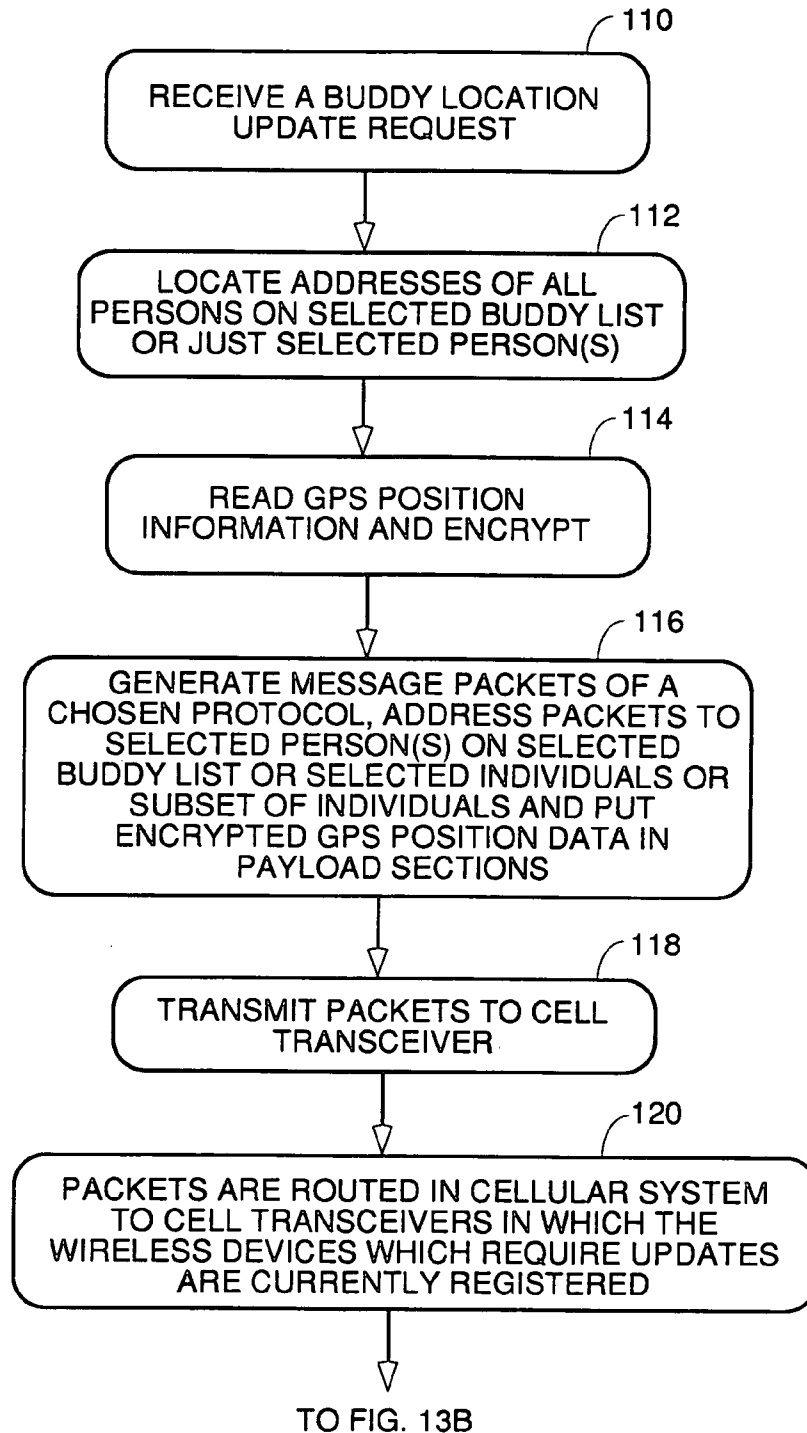 110
RECEIVE A BUDDY LOCATION
UPDATE REQUEST
112
LOCATE ADDRESSES OF ALL
PERSONS ON SELECTED BUDDY LIST
OR JUST SELECTED PERSON(S)
114
READ GPS POSITION
INFORMATION AND ENCRYPT
116
GENERATE MESSAGE PACKETS OF A
CHOSEN PROTOCOL, ADDRESS PACKETS TO
SELECTED PERSON(S) ON SELECTED
BUDDY LIST OR SELECTED INDIVIDUALS OR
SUBSET OF INDIVIDUALS AND PUT
ENCRYPTED GPS POSITION DATA IN
PAYLOAD SECTIONS
118
TRANSMIT PACKETS TO CELL
TRANSCEIVER
120
PACKETS ARE ROUTED IN CELLULAR SYSTEM
TO CELL TRANSCEIVERS IN WHICH THE
WIRELESS DEVICES WHICH REQUIRE UPDATES
ARE CURRENTLY REGISTERED
TO FIG. 13B